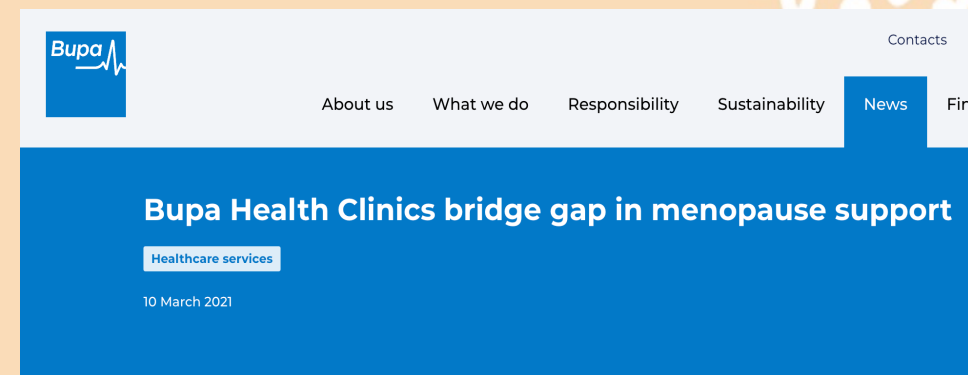 Bupa
Contacts
About us What we do Responsibility Sustainability News Fin
Bupa Health Clinics bridge gap in menopause support
Healthcare services
10 March 2021